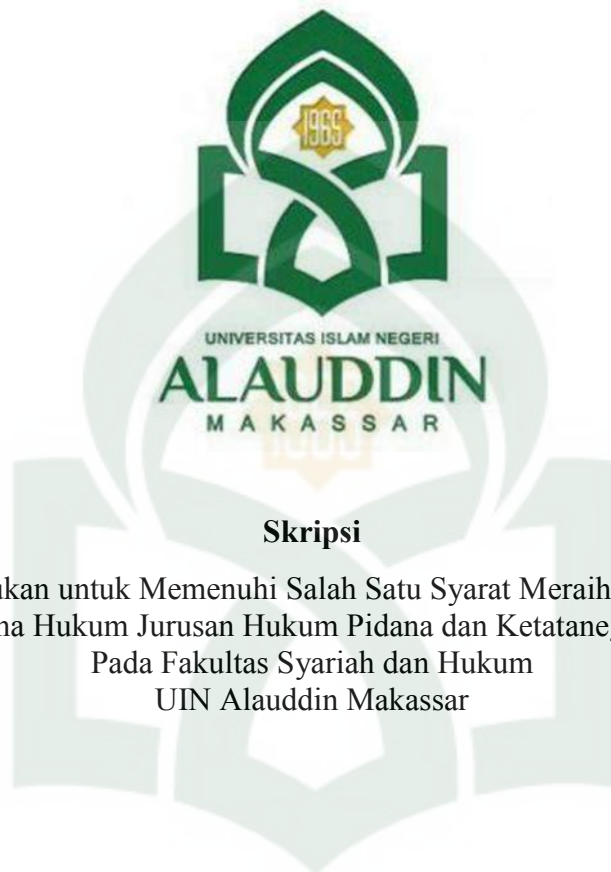 1965
UNIVERSITAS ISLAM NEGERI
ALAUDDIN
MAKASSAR
Skripsi
untuk Memenuhi Salah Satu Syarat Meraih
Hukum Jurusan Hukum Pidana dan
Pada Fakultas Syariah dan Hukum
UIN Alauddin Makassar